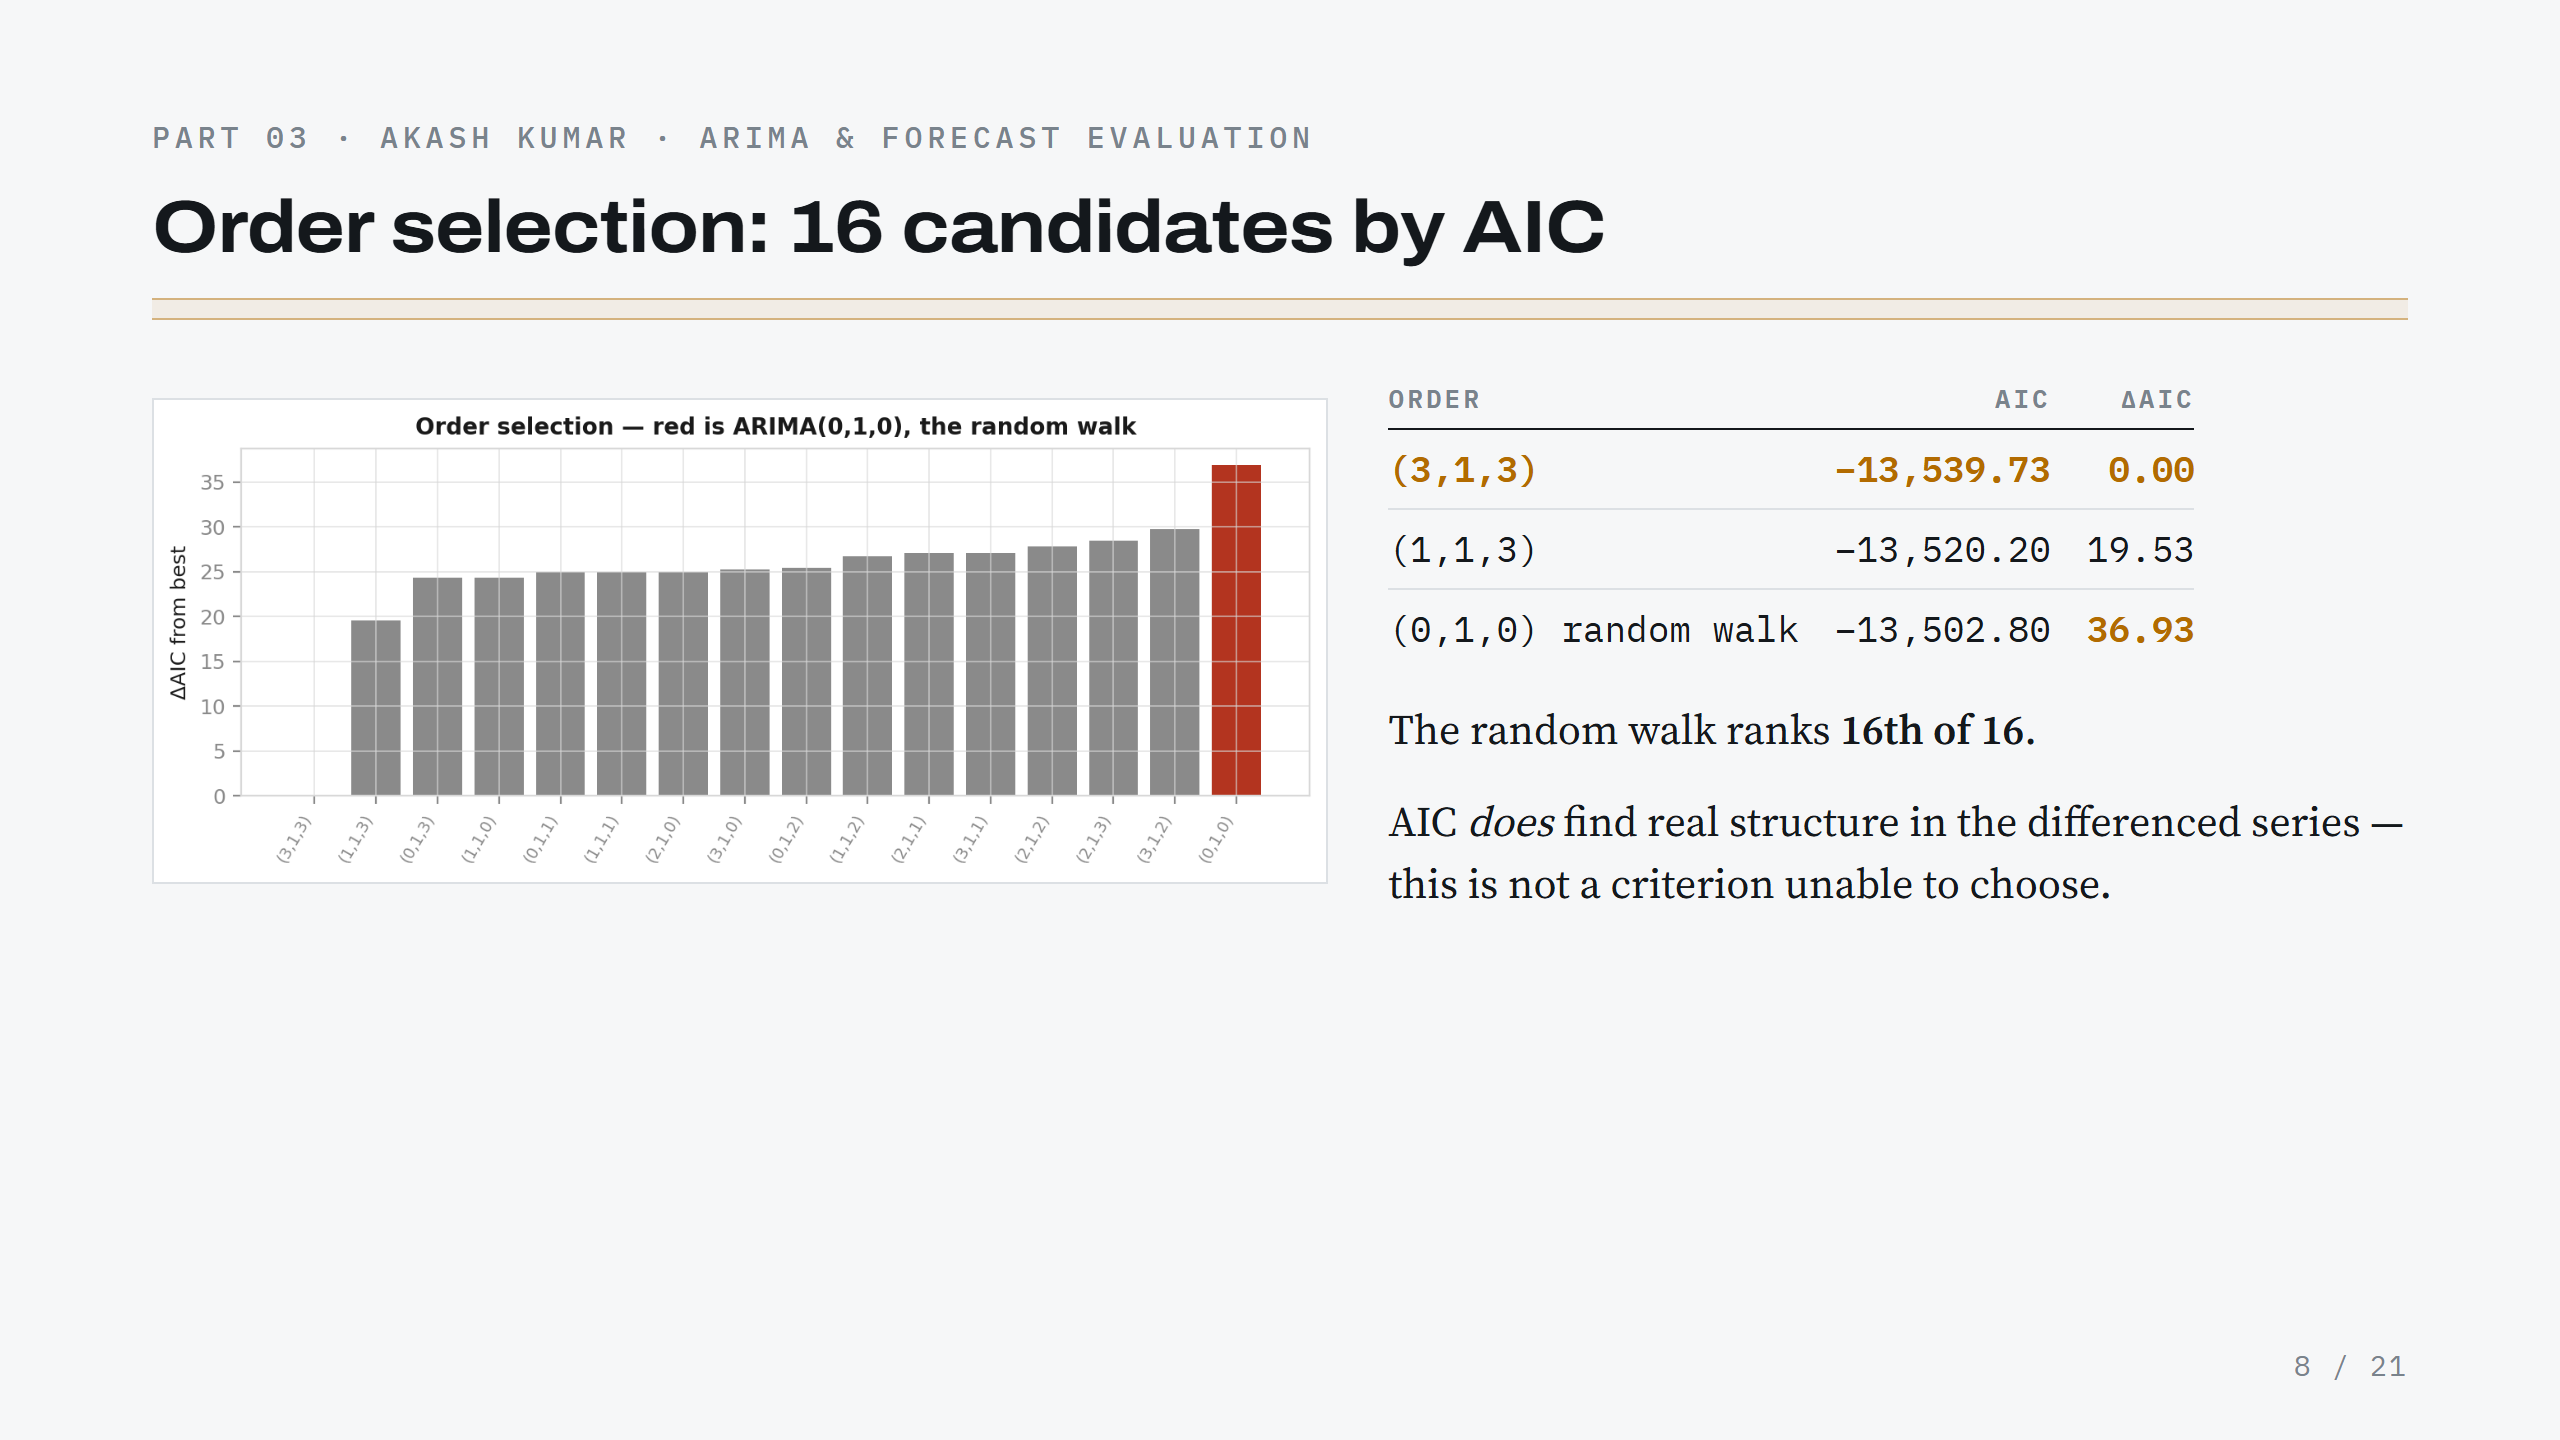 PART 03 · AKASH KUMAR · ARIMA & FORECAST EVALUATION
Order selection: 16 candidates by AIC
Order selection — red is ARIMA(0,1,0), the random walk
ΔAIC from best
35
30
25
20
15
10
5
0
(3,1,3)
(1,1,3)
(0,1,3)
(1,1,0)
(0,1,1)
(1,1,1)
(2,1,0)
(3,1,0)
(0,1,2)
(1,1,2)
(2,1,1)
(3,1,1)
(2,1,2)
(2,1,3)
(3,1,2)
(0,1,0)
ORDER AIC ΔAIC
(3,1,3) −13,539.73 0.00
(1,1,3) −13,520.20 19.53
(0,1,0) random walk −13,502.80 36.93
The random walk ranks 16th of 16.
AIC does find real structure in the differenced series —
this is not a criterion unable to choose.
8 / 21